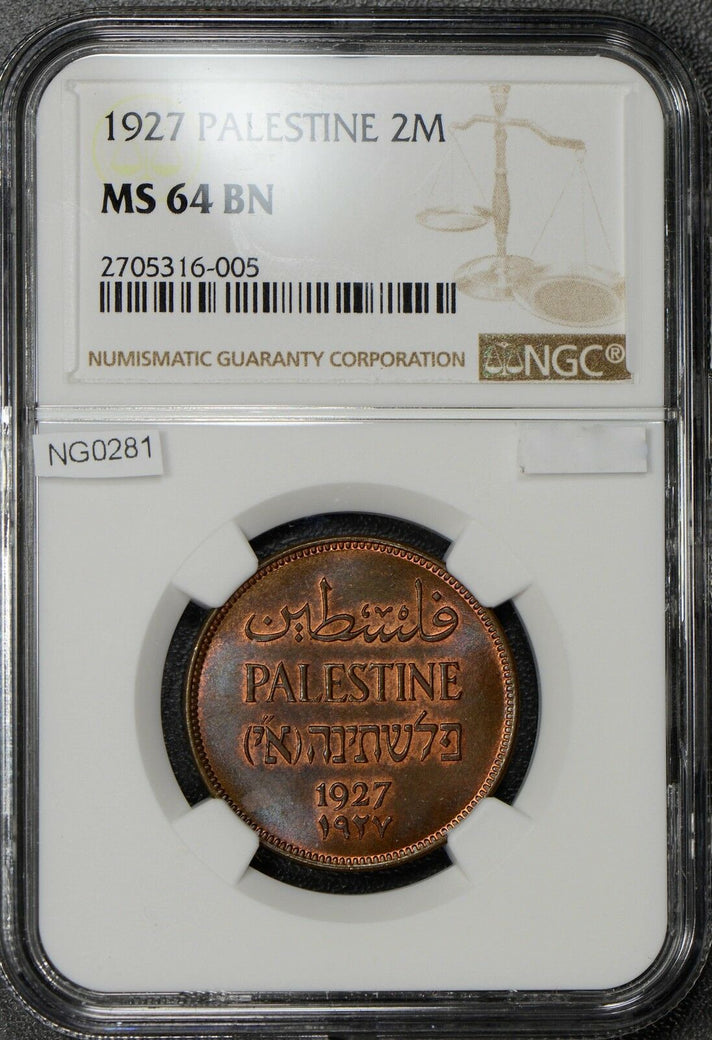 1927 PALESTINE 2M
MS 64 BN
2705316-005
NUMISMATIC GUARANTY CORPORATION
NGC®
NG0281
فلسطين
PALESTINE
פלשתינה (א״י)
1927
١٩٢٧